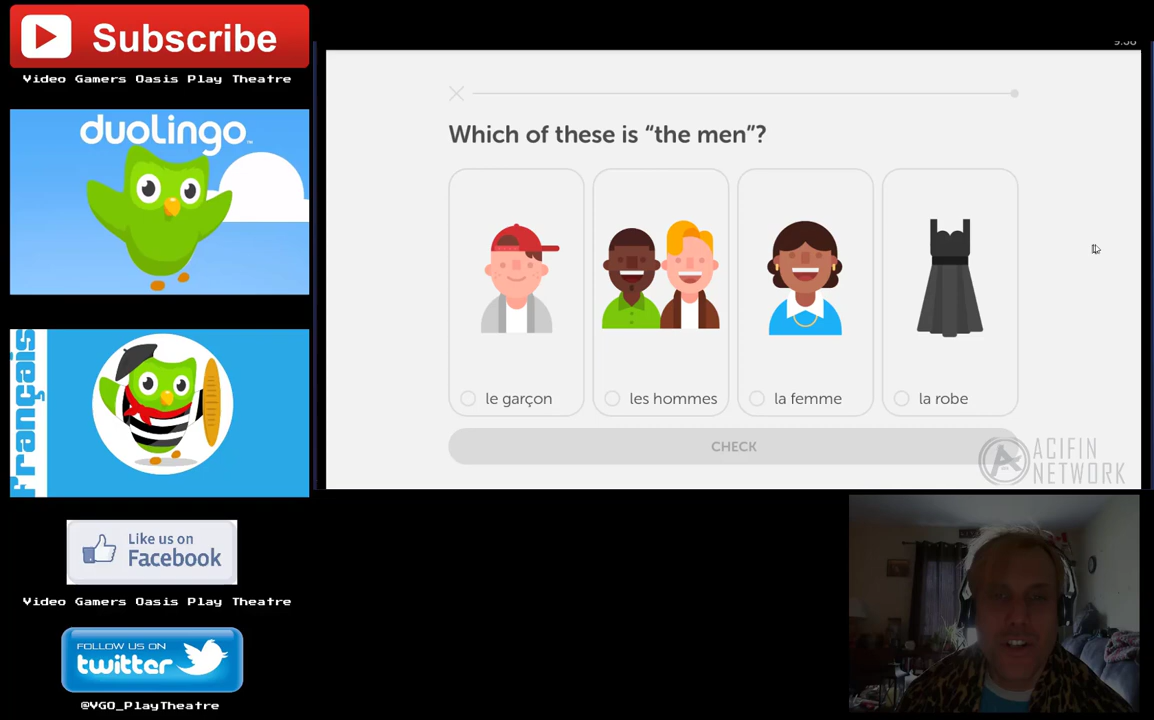 Subscribe
Video Gamers Oasis Play Theatre
duolingo
Français
Like us on
Facebook
Video Gamers Oasis Play Theatre
FOLLOW US ON
twitter
@VGO_PlayTheatre
9:36
Which of these is “the men”?
le garçon
les hommes
la femme
la robe
CHECK
ACIFIN
NETWORK